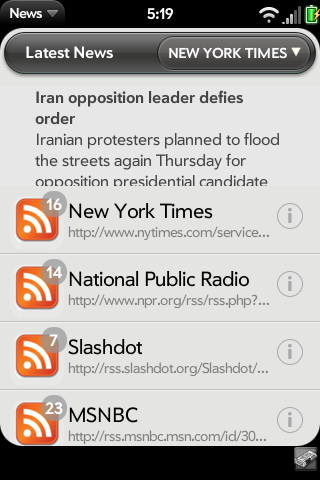 News 5:19
Latest News NEW YORK TIMES
Iran opposition leader defies
order
Iranian protesters planned to flood
the streets again Thursday for
opposition presidential candidate
16 New York Times
http://www.nytimes.com/service...
14 National Public Radio
http://www.npr.org/rss/rss.php?...
7 Slashdot
http://rss.slashdot.org/Slashdot/...
23 MSNBC
http://rss.msnbc.msn.com/id/30...